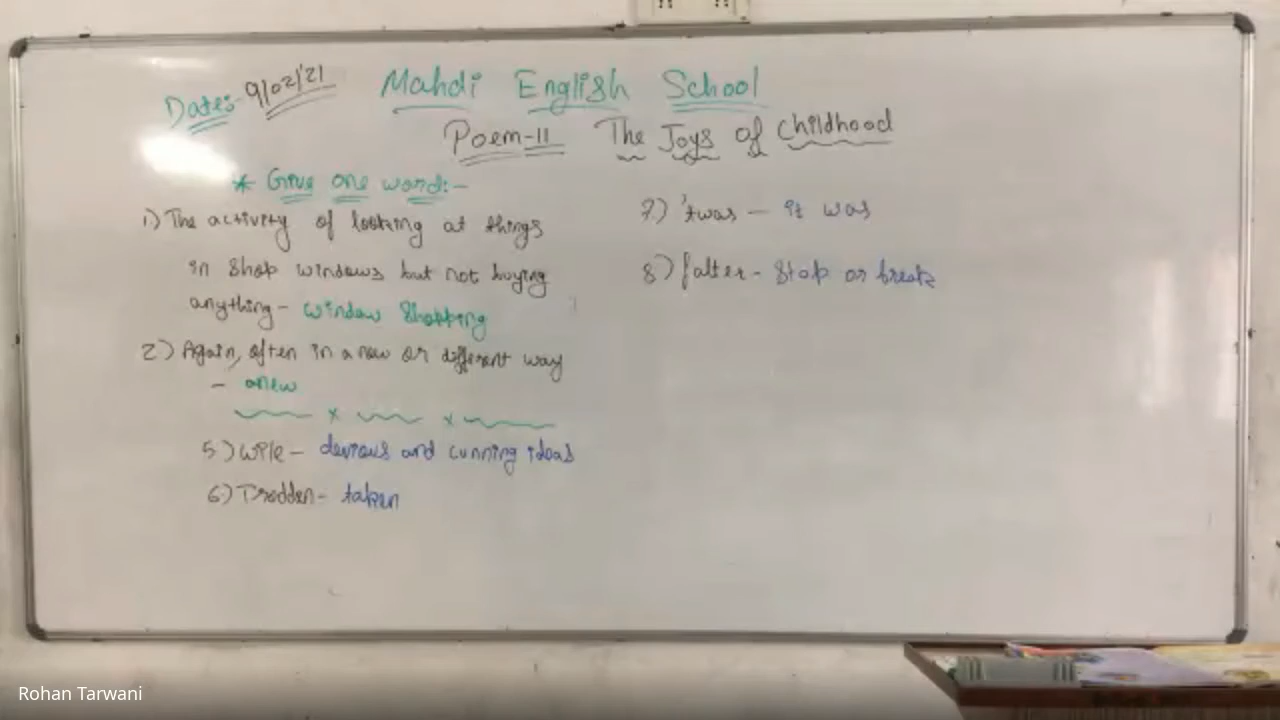 Date:- 9/02/21
Mahdi English School
Poem-11 The Joys of Childhood
* Give one word:-
1) The activity of looking at things
in shop windows but not buying
anything - window shopping
2) Again, often in a new or different way
- anew
5) Wile - devious and cunning ideas
6) Trodden - taken
7) 'twas - it was
8) falter - stop or break
Rohan Tarwani